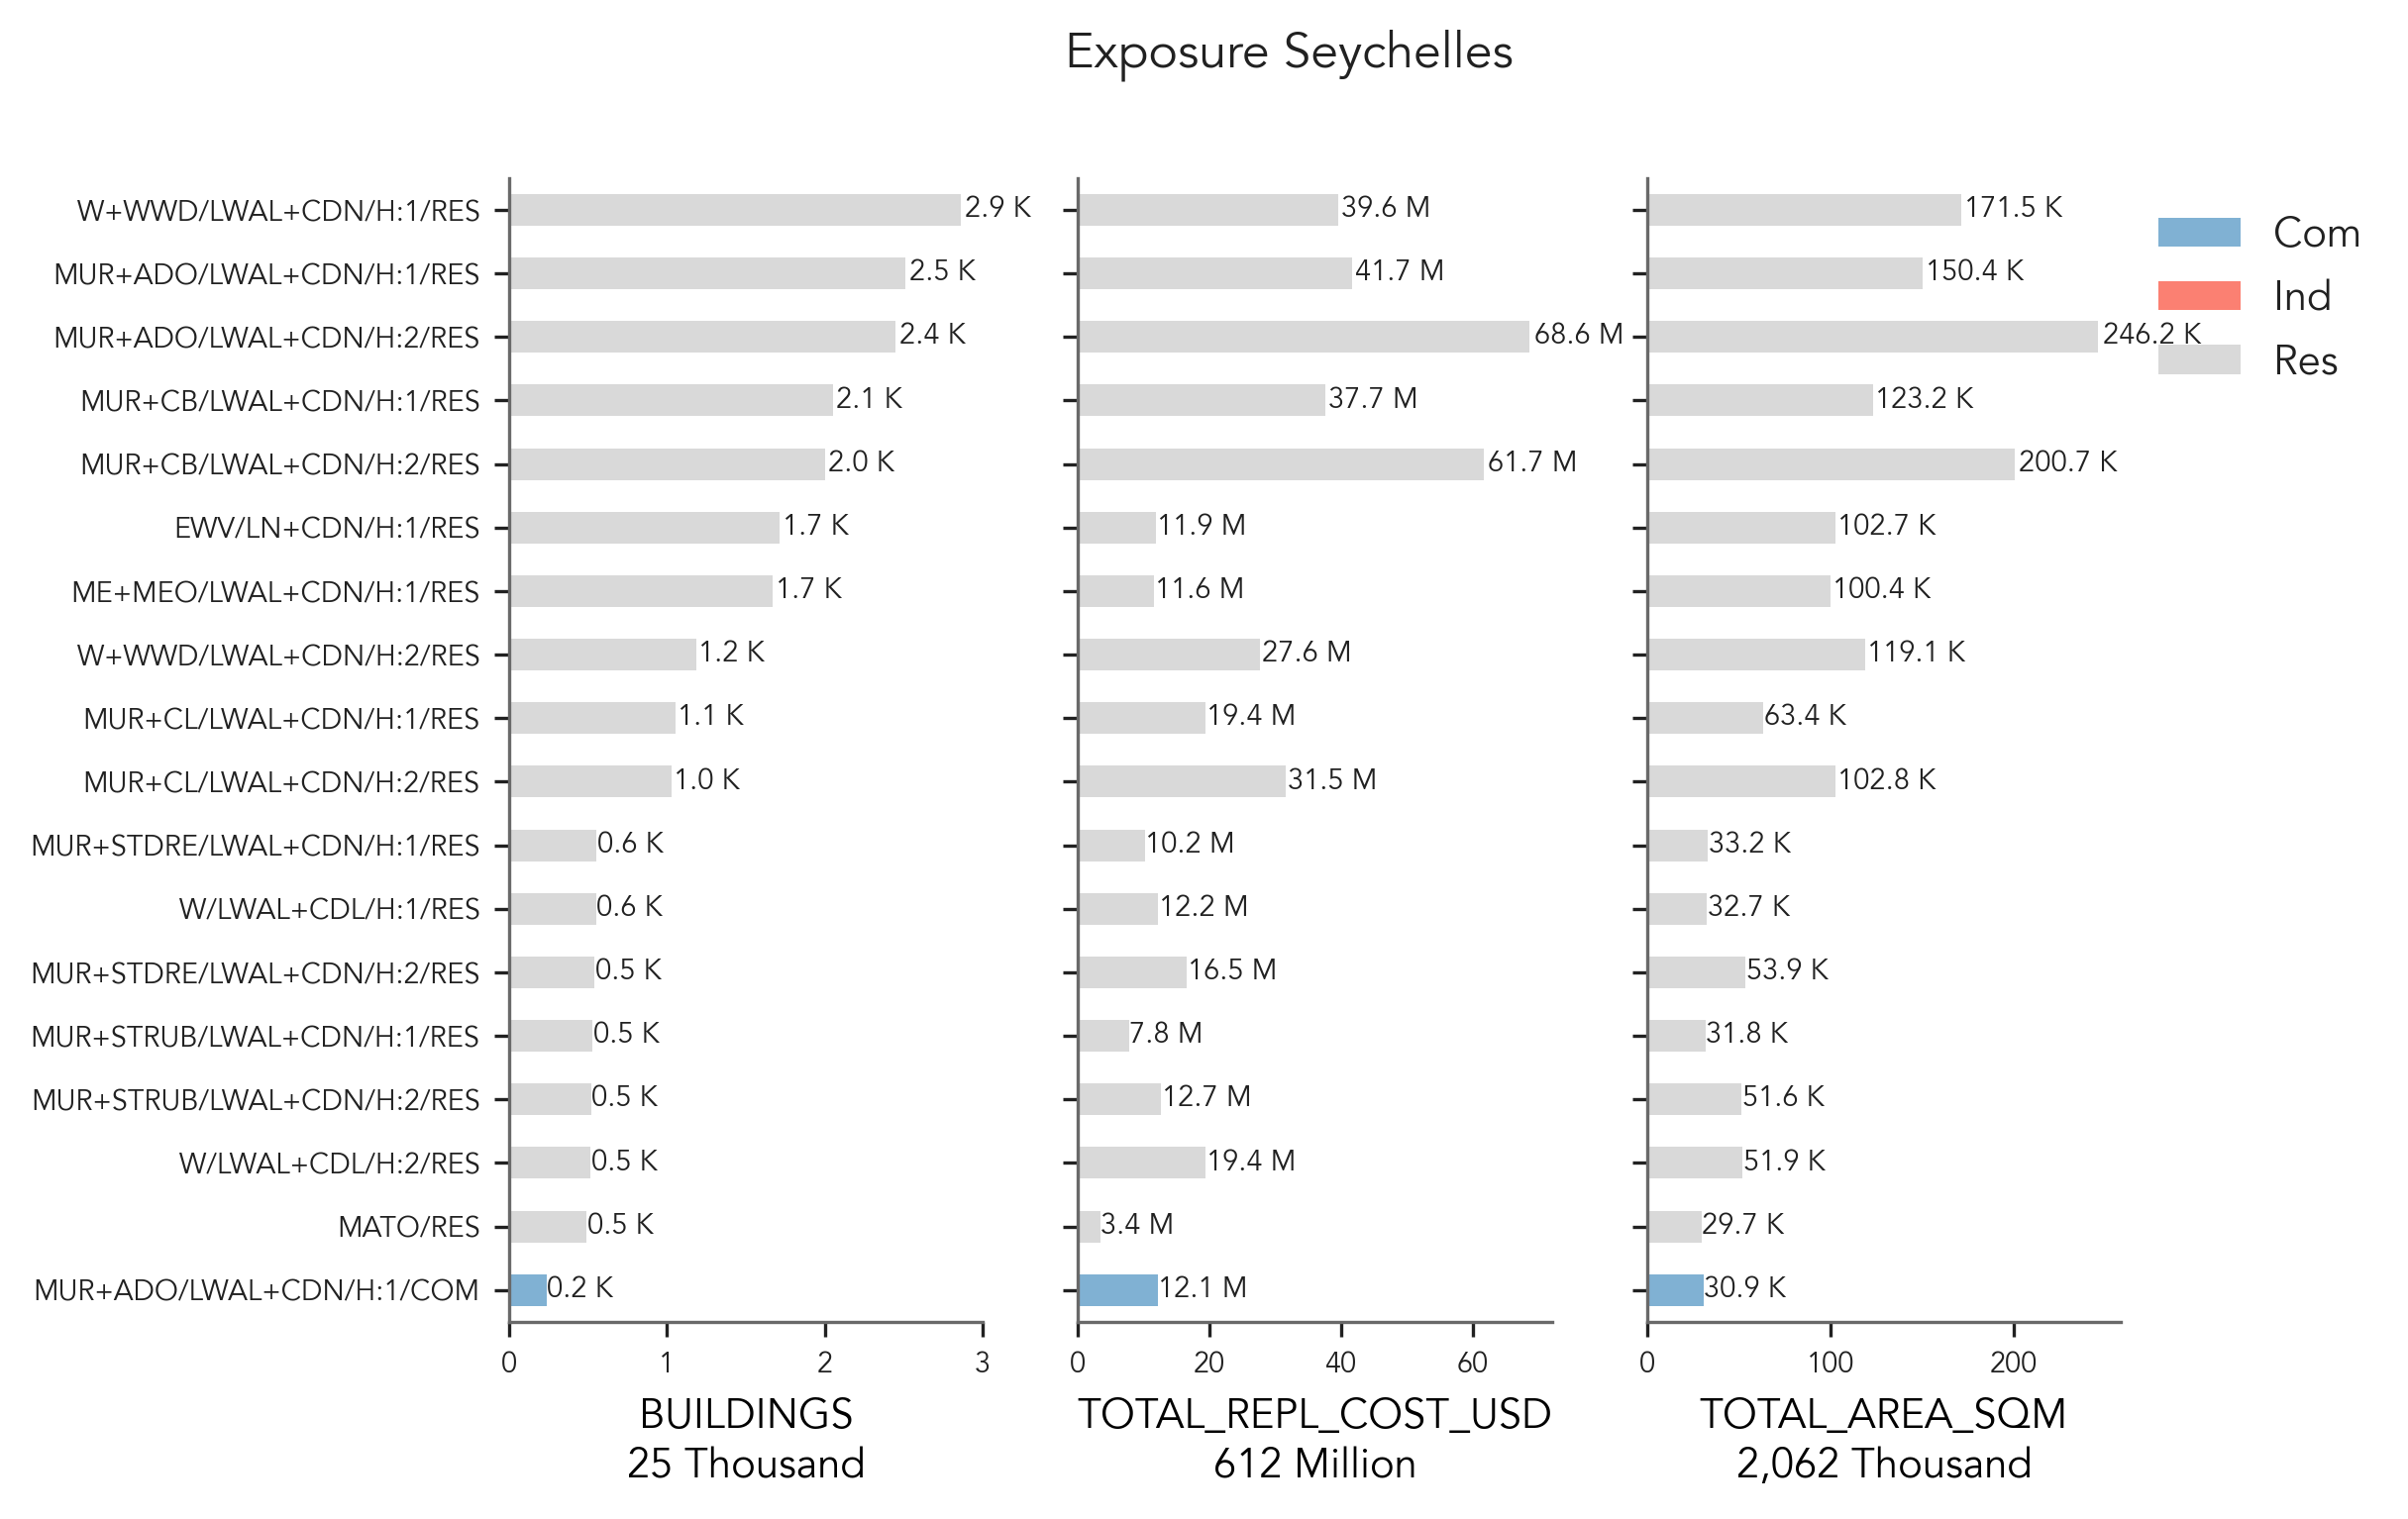 Exposure Seychelles
W+WWD/LWAL+CDN/H:1/RES 2.9 K 39.6 M 171.5 K
MUR+ADO/LWAL+CDN/H:1/RES 2.5 K 41.7 M 150.4 K
MUR+ADO/LWAL+CDN/H:2/RES 2.4 K 68.6 M 246.2 K
MUR+CB/LWAL+CDN/H:1/RES 2.1 K 37.7 M 123.2 K
MUR+CB/LWAL+CDN/H:2/RES 2.0 K 61.7 M 200.7 K
EWV/LN+CDN/H:1/RES 1.7 K 11.9 M 102.7 K
ME+MEO/LWAL+CDN/H:1/RES 1.7 K 11.6 M 100.4 K
W+WWD/LWAL+CDN/H:2/RES 1.2 K 27.6 M 119.1 K
MUR+CL/LWAL+CDN/H:1/RES 1.1 K 19.4 M 63.4 K
MUR+CL/LWAL+CDN/H:2/RES 1.0 K 31.5 M 102.8 K
MUR+STDRE/LWAL+CDN/H:1/RES 0.6 K 10.2 M 33.2 K
W/LWAL+CDL/H:1/RES 0.6 K 12.2 M 32.7 K
MUR+STDRE/LWAL+CDN/H:2/RES 0.5 K 16.5 M 53.9 K
MUR+STRUB/LWAL+CDN/H:1/RES 0.5 K 7.8 M 31.8 K
MUR+STRUB/LWAL+CDN/H:2/RES 0.5 K 12.7 M 51.6 K
W/LWAL+CDL/H:2/RES 0.5 K 19.4 M 51.9 K
MATO/RES 0.5 K 3.4 M 29.7 K
MUR+ADO/LWAL+CDN/H:1/COM 0.2 K 12.1 M 30.9 K
0 1 2 3
BUILDINGS
25 Thousand
0 20 40 60
TOTAL_REPL_COST_USD
612 Million
0 100 200
TOTAL_AREA_SQM
2,062 Thousand
Com
Ind
Res